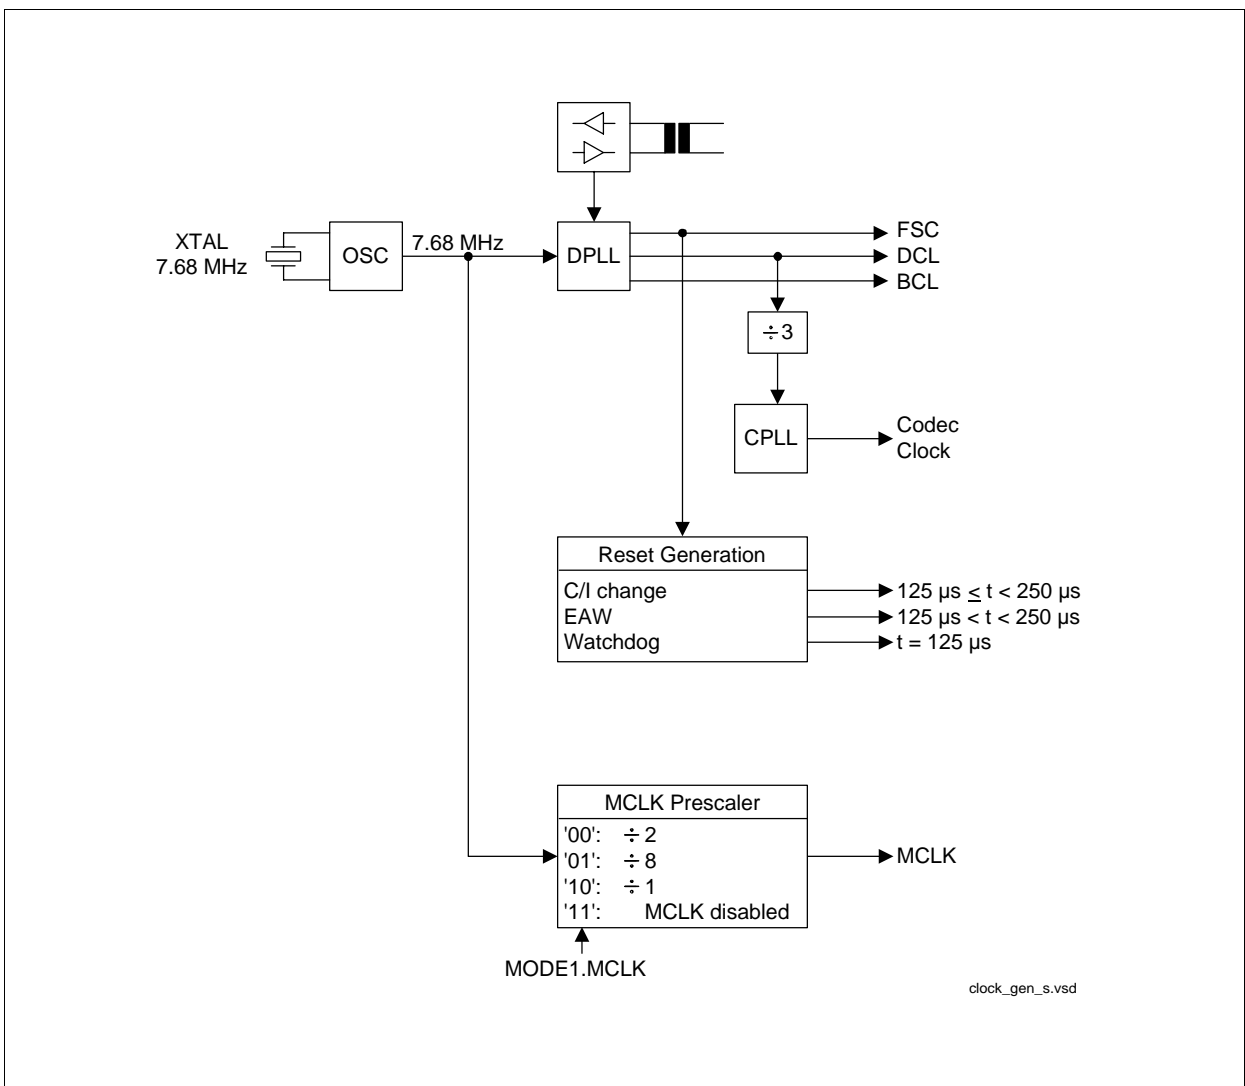 XTAL
7.68 MHz
OSC
7.68 MHz
DPLL
FSC
DCL
BCL
÷3
CPLL
Codec
Clock
Reset Generation
C/I change
EAW
Watchdog
125 µs ≤ t < 250 µs
125 µs < t < 250 µs
t = 125 µs
MCLK Prescaler
'00': ÷2
'01': ÷8
'10': ÷1
'11': MCLK disabled
MCLK
MODE1.MCLK
clock_gen_s.vsd